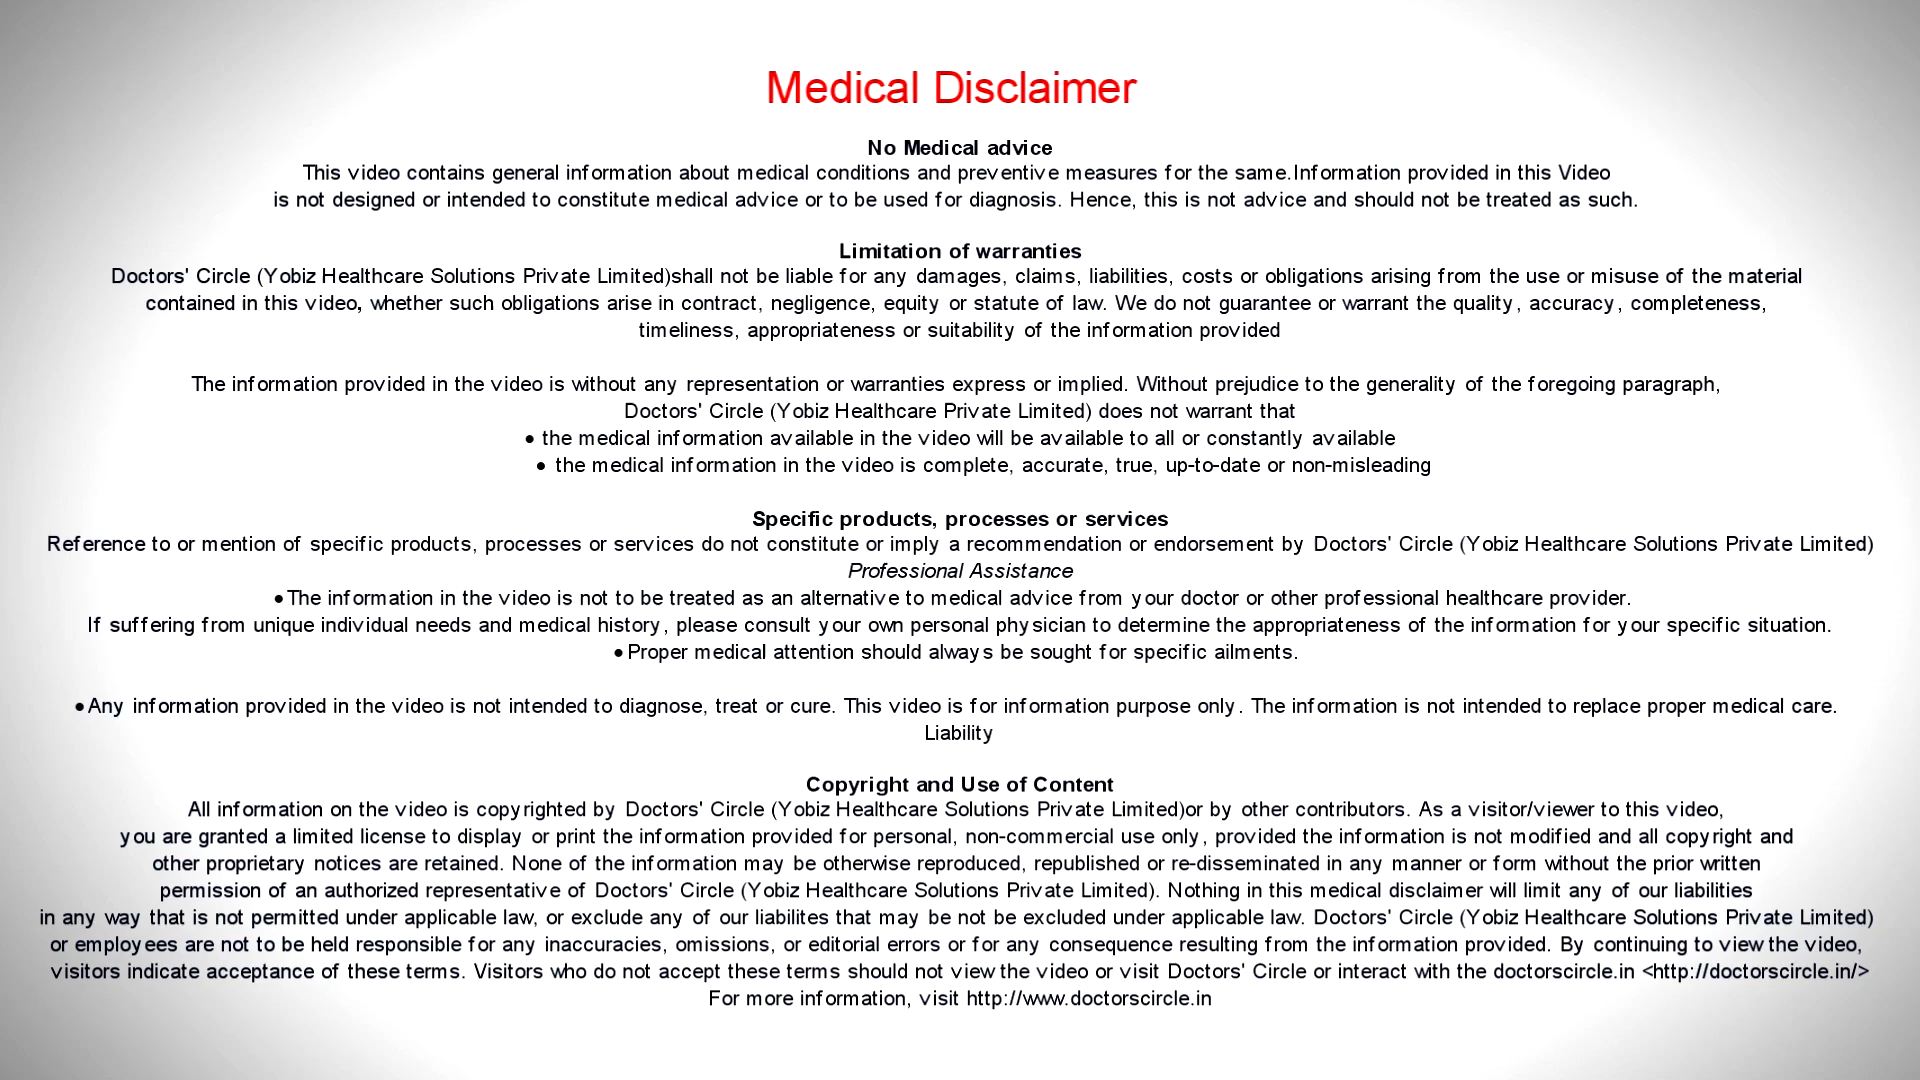 Medical Disclaimer
No Medical advice
This video contains general information about medical conditions and preventive measures for the same.Information provided in this Video
is not designed or intended to constitute medical advice or to be used for diagnosis. Hence, this is not advice and should not be treated as such.
Limitation of warranties
Doctors' Circle (Yobiz Healthcare Solutions Private Limited)shall not be liable for any damages, claims, liabilities, costs or obligations arising from the use or misuse of the material
contained in this video, whether such obligations arise in contract, negligence, equity or statute of law. We do not guarantee or warrant the quality, accuracy, completeness,
timeliness, appropriateness or suitability of the information provided
The information provided in the video is without any representation or warranties express or implied. Without prejudice to the generality of the foregoing paragraph,
Doctors' Circle (Yobiz Healthcare Private Limited) does not warrant that
• the medical information available in the video will be available to all or constantly available
• the medical information in the video is complete, accurate, true, up-to-date or non-misleading
Specific products, processes or services
Reference to or mention of specific products, processes or services do not constitute or imply a recommendation or endorsement by Doctors' Circle (Yobiz Healthcare Solutions Private Limited)
Professional Assistance
•The information in the video is not to be treated as an alternative to medical advice from your doctor or other professional healthcare provider.
If suffering from unique individual needs and medical history, please consult your own personal physician to determine the appropriateness of the information for your specific situation.
•Proper medical attention should always be sought for specific ailments.
•Any information provided in the video is not intended to diagnose, treat or cure. This video is for information purpose only. The information is not intended to replace proper medical care.
Liability
Copyright and Use of Content
All information on the video is copyrighted by Doctors' Circle (Yobiz Healthcare Solutions Private Limited)or by other contributors. As a visitor/viewer to this video,
you are granted a limited license to display or print the information provided for personal, non-commercial use only, provided the information is not modified and all copyright and
other proprietary notices are retained. None of the information may be otherwise reproduced, republished or re-disseminated in any manner or form without the prior written
permission of an authorized representative of Doctors' Circle (Yobiz Healthcare Solutions Private Limited). Nothing in this medical disclaimer will limit any of our liabilities
in any way that is not permitted under applicable law, or exclude any of our liabilites that may be not be excluded under applicable law. Doctors' Circle (Yobiz Healthcare Solutions Private Limited)
or employees are not to be held responsible for any inaccuracies, omissions, or editorial errors or for any consequence resulting from the information provided. By continuing to view the video,
visitors indicate acceptance of these terms. Visitors who do not accept these terms should not view the video or visit Doctors' Circle or interact with the doctorscircle.in <http://doctorscircle.in/>
For more information, visit http://www.doctorscircle.in